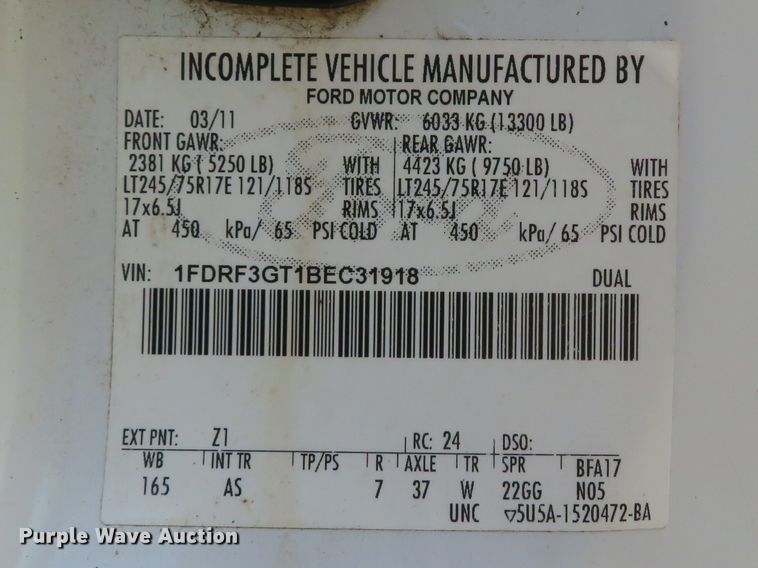 INCOMPLETE VEHICLE MANUFACTURED BY
FORD MOTOR COMPANY
DATE: 03/11 GVWR: 6033 KG (13300 LB)
FRONT GAWR: REAR GAWR:
2381 KG ( 5250 LB) WITH 4423 KG ( 9750 LB) WITH
LT245/75R17E 121/118S TIRES LT245/75R17E 121/118S TIRES
17x6.5J RIMS 17x6.5J RIMS
AT 450 kPa/ 65 PSI COLD AT 450 kPa/ 65 PSI COLD
VIN: 1FDRF3GT1BEC31918 DUAL
EXT PNT: Z1 RC: 24 DSO:
WB INT TR TP/PS R AXLE TR SPR BFA17
165 AS 7 37 W 22GG N05
UNC ▽5U5A-1520472-BA
Purple Wave Auction